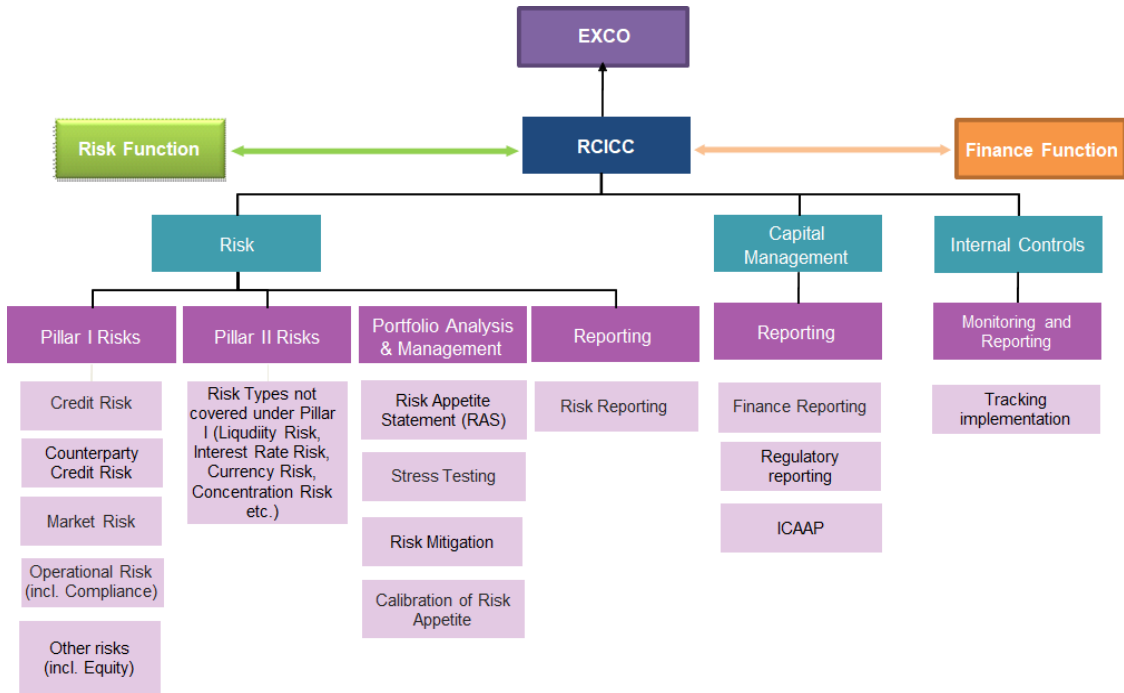 EXCO
Risk Function
RCICC
Finance Function
Risk
Capital
Management
Internal Controls
Pillar I Risks
Pillar II Risks
Portfolio Analysis
& Management
Reporting
Reporting
Monitoring and
Reporting
Credit Risk
Counterparty
Credit Risk
Market Risk
Operational Risk
(incl. Compliance)
Other risks
(incl. Equity)
Risk Types not
covered under Pillar
I (Liqudiity Risk,
Interest Rate Risk,
Currency Risk,
Concentration Risk
etc.)
Risk Appetite
Statement (RAS)
Stress Testing
Risk Mitigation
Calibration of Risk
Appetite
Risk Reporting
Finance Reporting
Regulatory
reporting
ICAAP
Tracking
implementation